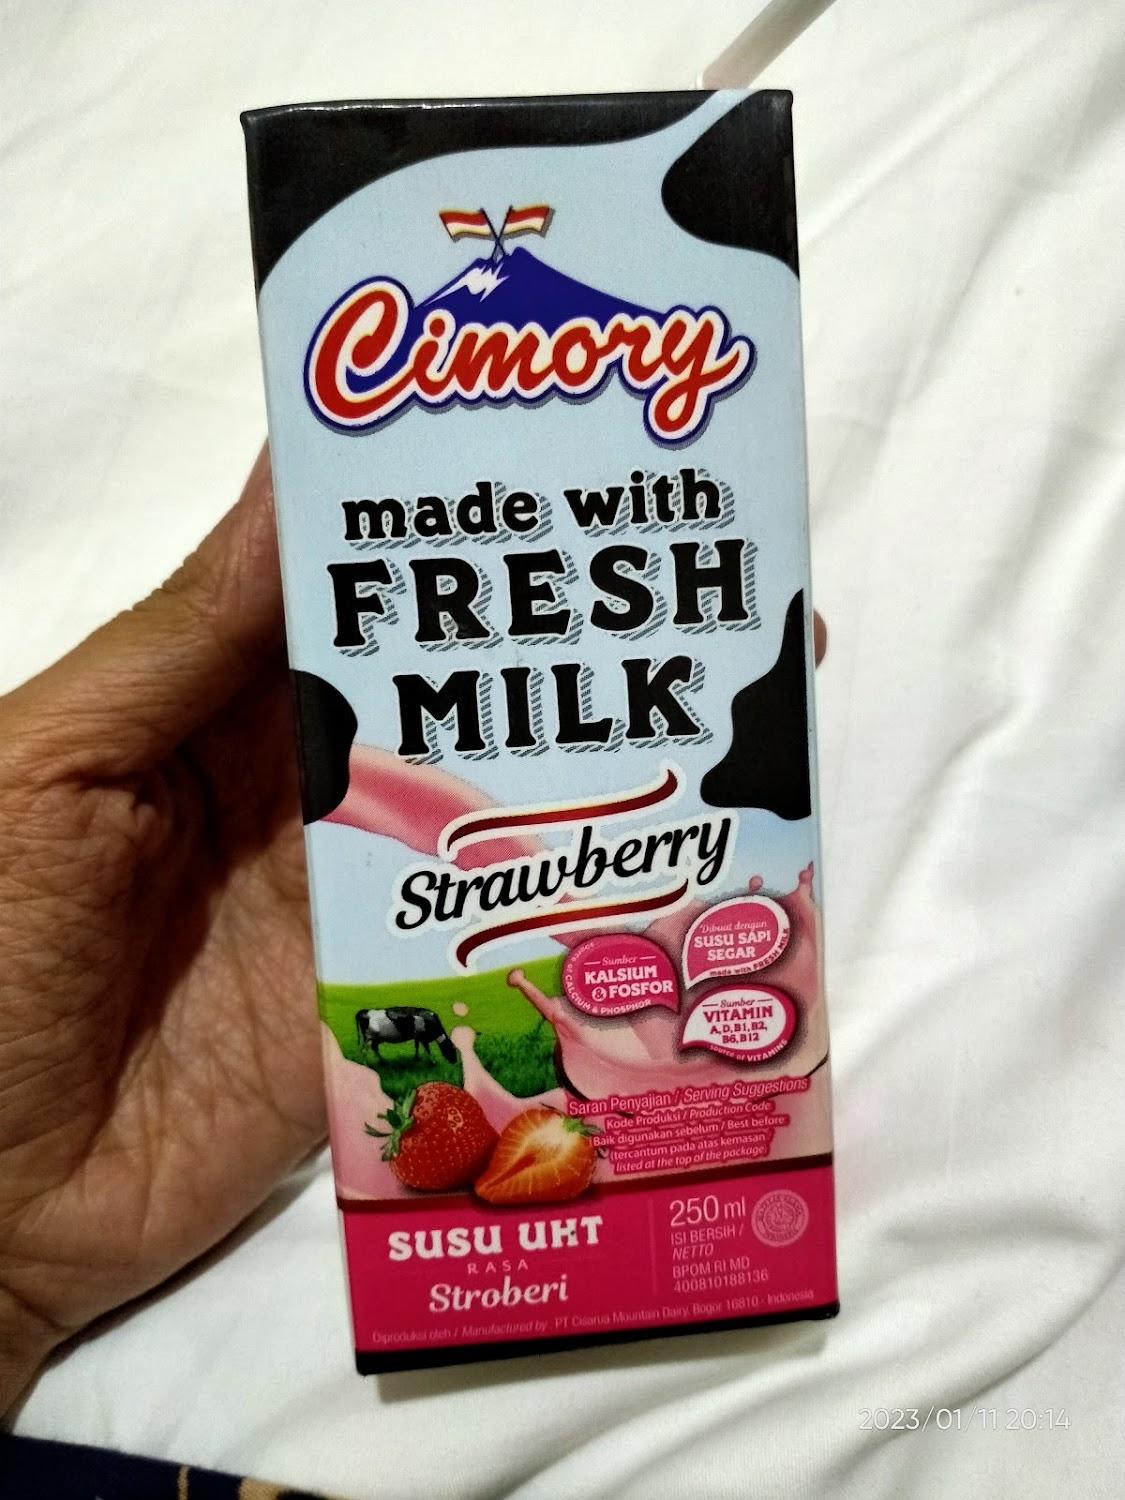 Cimory
made with
FRESH
MILK
Strawberry
Dibuat dengan
SUSU SAPI
SEGAR
made with FRESH MILK
Sumber
KALSIUM
& FOSFOR
SOURCE OF CALCIUM & PHOSPHOR
Sumber
VITAMIN
A, D, B1, B2,
B6, B12
SOURCE OF VITAMINS
Saran Penyajian / Serving Suggestions
Kode Produksi / Production Code
Baik digunakan sebelum / Best before
(tercantum pada atas kemasan/
listed at the top of the package)
SUSU UHT
RASA
Stroberi
250 ml
ISI BERSIH /
NETTO
BPOM RI MD
400810188136
Diproduksi oleh / Manufactured by : PT Cisarua Mountain Dairy, Bogor 16810 - Indonesia
2023/01/11 20:14